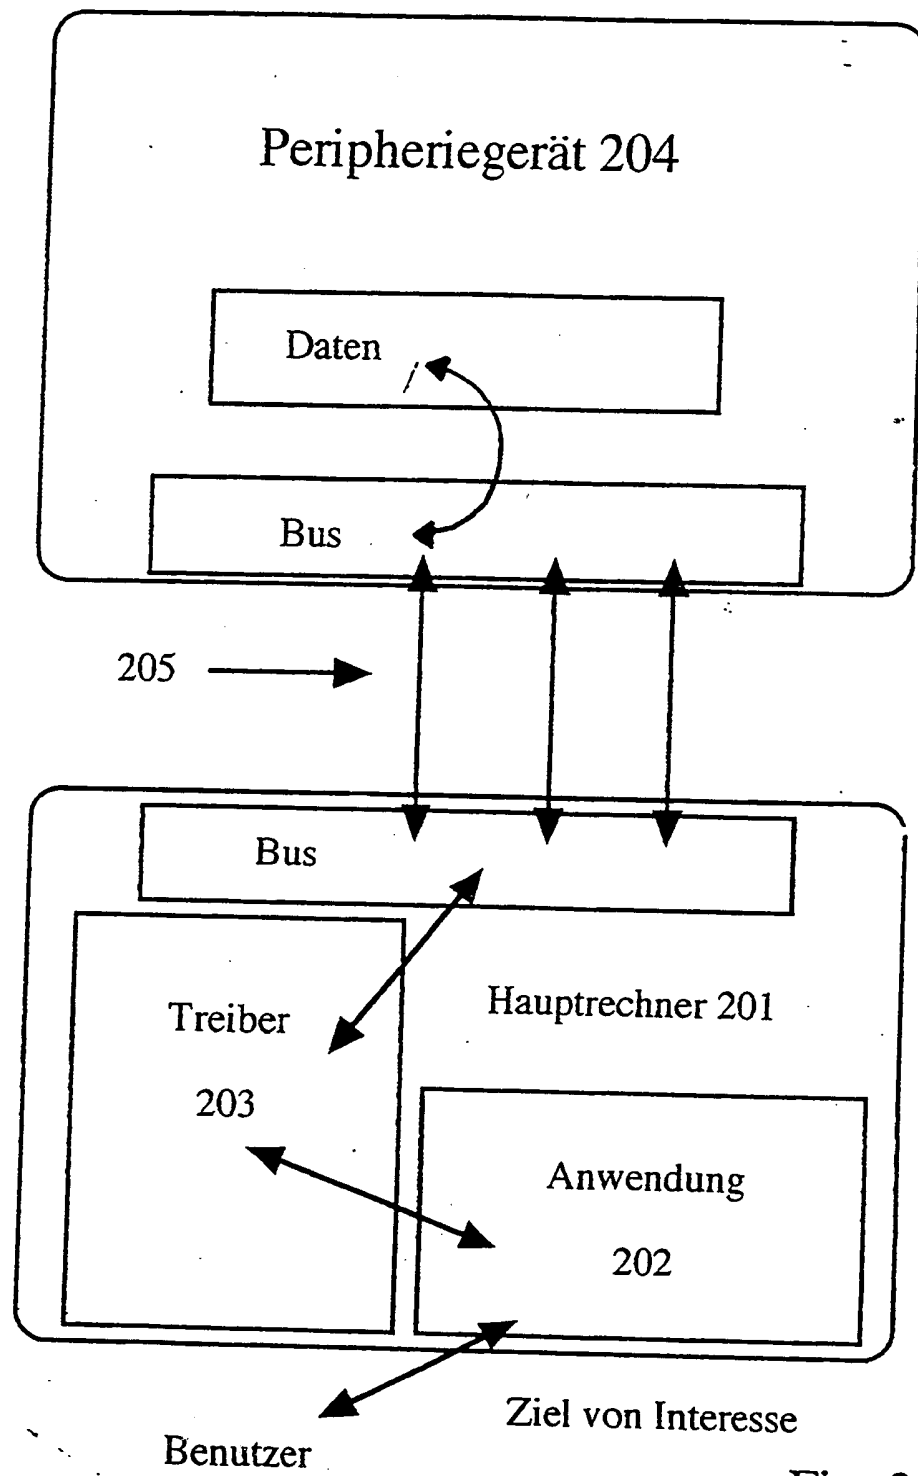 Peripheriegerät 204
Daten
Bus
205
Bus
Treiber
203
Hauptrechner 201
Anwendung
202
Ziel von Interesse
Benutzer